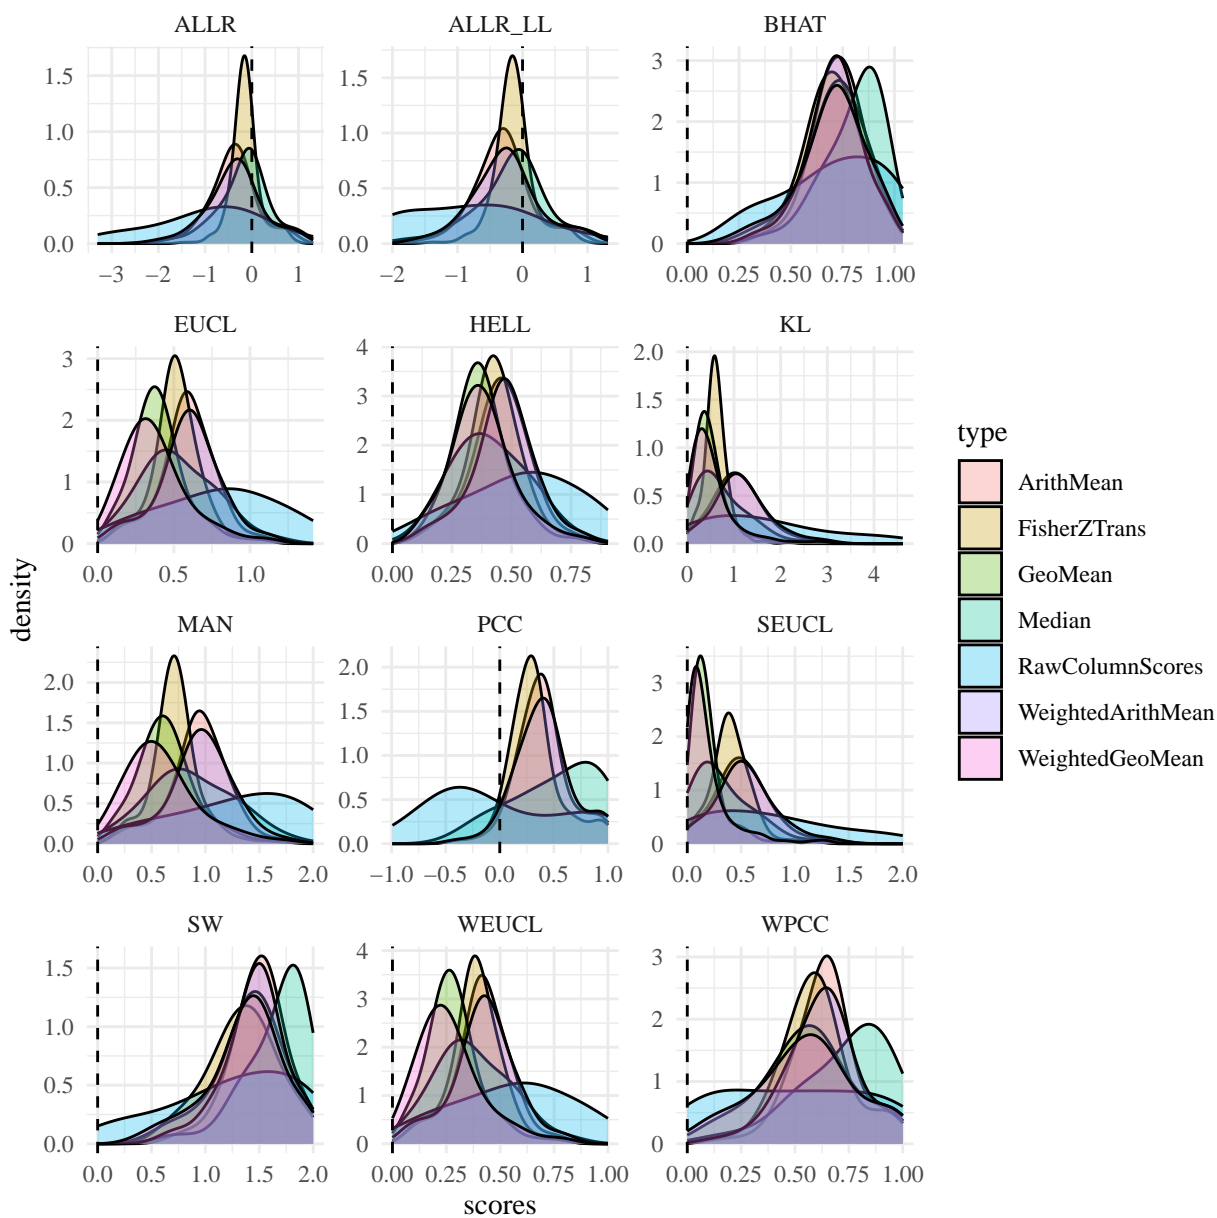 ALLR ALLR_LL BHAT
1.5 1.0 0.5 0.0
−3 −2 −1 0 1
1.5 1.0 0.5 0.0
−2 −1 0 1
3 2 1 0
0.00 0.25 0.50 0.75 1.00
EUCL HELL KL
3 2 1 0
0.0 0.5 1.0
4 3 2 1 0
0.00 0.25 0.50 0.75
2.0 1.5 1.0 0.5 0.0
0 1 2 3 4
MAN PCC SEUCL
2.0 1.5 1.0 0.5 0.0
0.0 0.5 1.0 1.5 2.0
2.0 1.5 1.0 0.5 0.0
−1.0 −0.5 0.0 0.5 1.0
3 2 1 0
0.0 0.5 1.0 1.5 2.0
SW WEUCL WPCC
1.5 1.0 0.5 0.0
0.0 0.5 1.0 1.5 2.0
4 3 2 1 0
0.00 0.25 0.50 0.75 1.00
3 2 1 0
0.00 0.25 0.50 0.75 1.00
density
scores
type
ArithMean
FisherZTrans
GeoMean
Median
RawColumnScores
WeightedArithMean
WeightedGeoMean